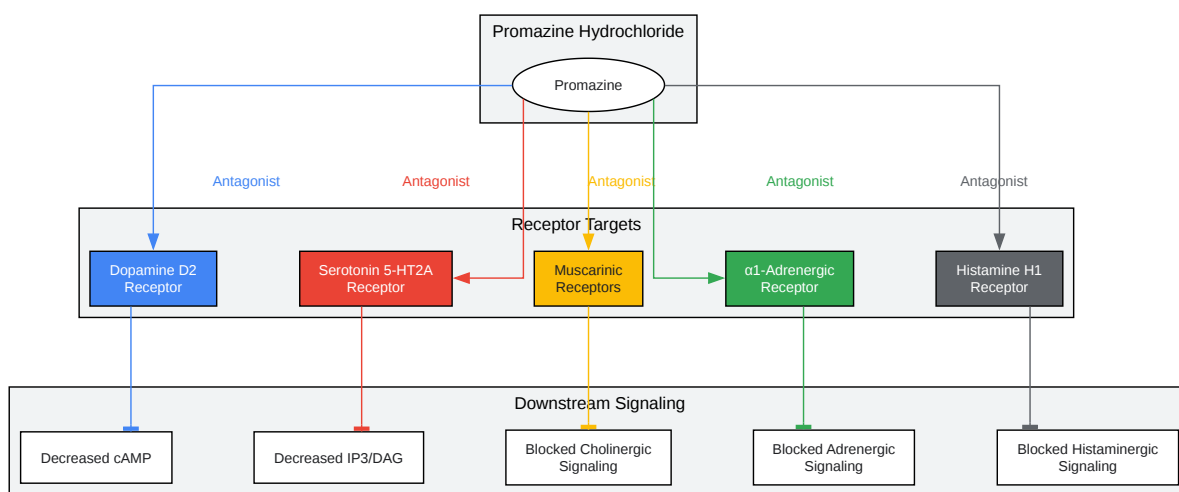 Promazine Hydrochloride
Promazine
Antagonist
Antagonist
Antagonist
Antagonist
Antagonist
Receptor Targets
Dopamine D2
Receptor
Serotonin 5-HT2A
Receptor
Muscarinic
Receptors
α1-Adrenergic
Receptor
Histamine H1
Receptor
Downstream Signaling
Decreased cAMP
Decreased IP3/DAG
Blocked Cholinergic
Signaling
Blocked Adrenergic
Signaling
Blocked Histaminergic
Signaling